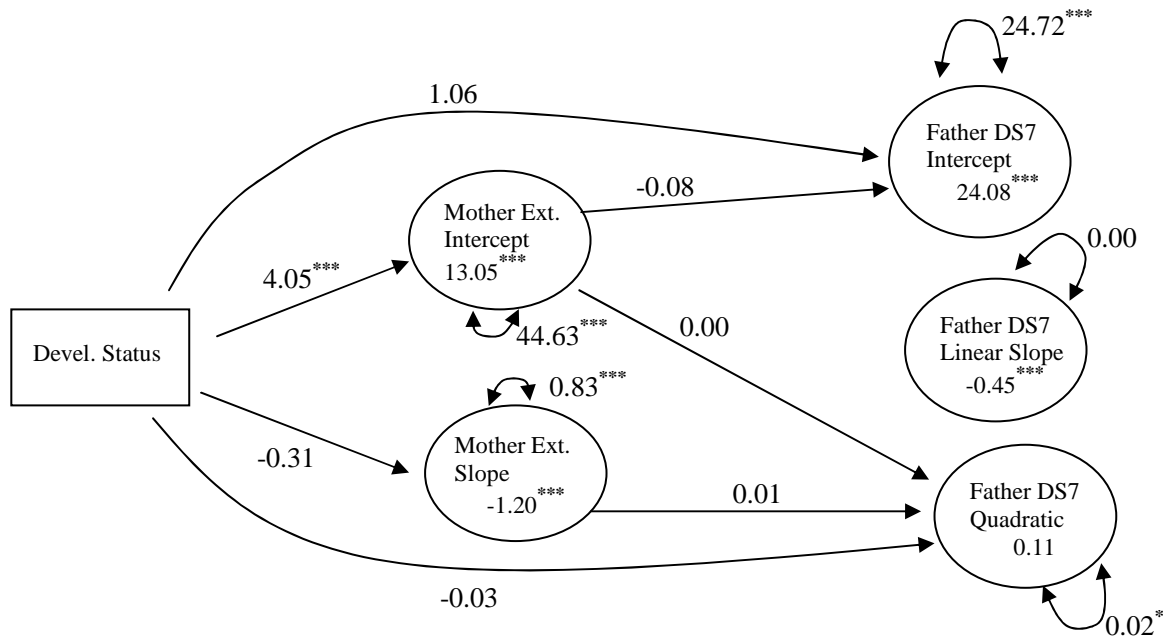 24.72***
1.06
Father DS7
Intercept
24.08***
-0.08
Mother Ext.
Intercept
13.05***
4.05***
44.63***
0.00
0.00
Father DS7
Linear Slope
-0.45***
Devel. Status
0.83***
-0.31
Mother Ext.
Slope
-1.20***
0.01
Father DS7
Quadratic
0.11
-0.03
0.02*